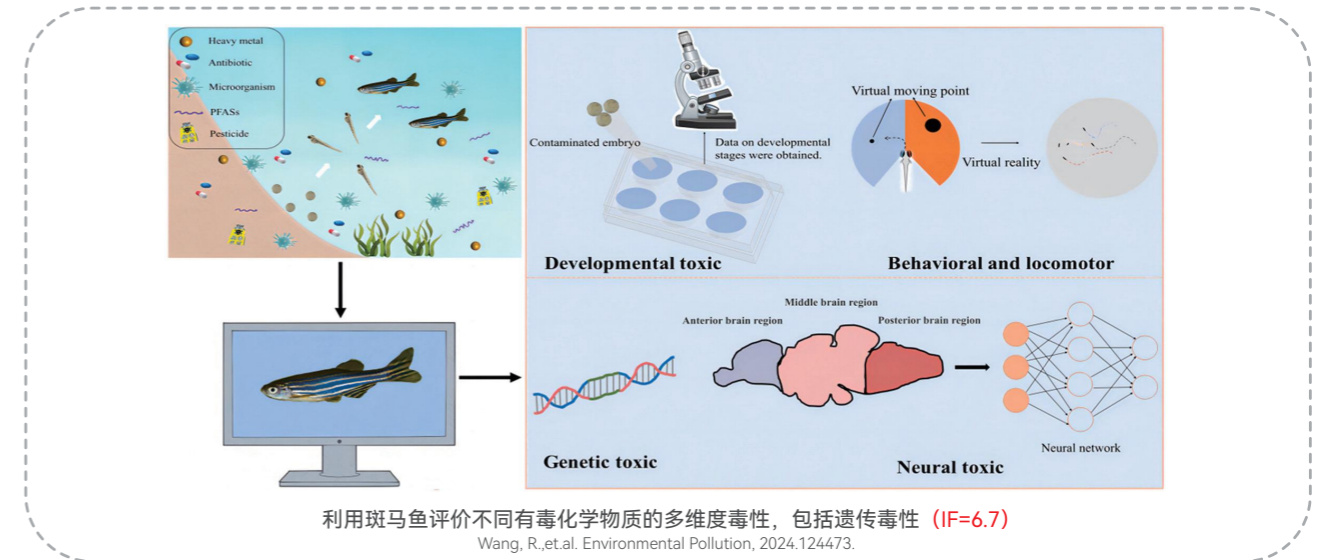 Heavy metal
Antibiotic
Microorganism
PFASs
Pesticide
Contaminated embryo
Data on developmental
stages were obtained.
Developmental toxic
Virtual moving point
Virtual reality
Behavioral and locomotor
Genetic toxic
Middle brain region
Anterior brain region
Posterior brain region
Neural network
Neural toxic
利用斑马鱼评价不同有毒化学物质的多维度毒性，包括遗传毒性（IF=6.7）
Wang, R.,et.al. Environmental Pollution, 2024.124473.